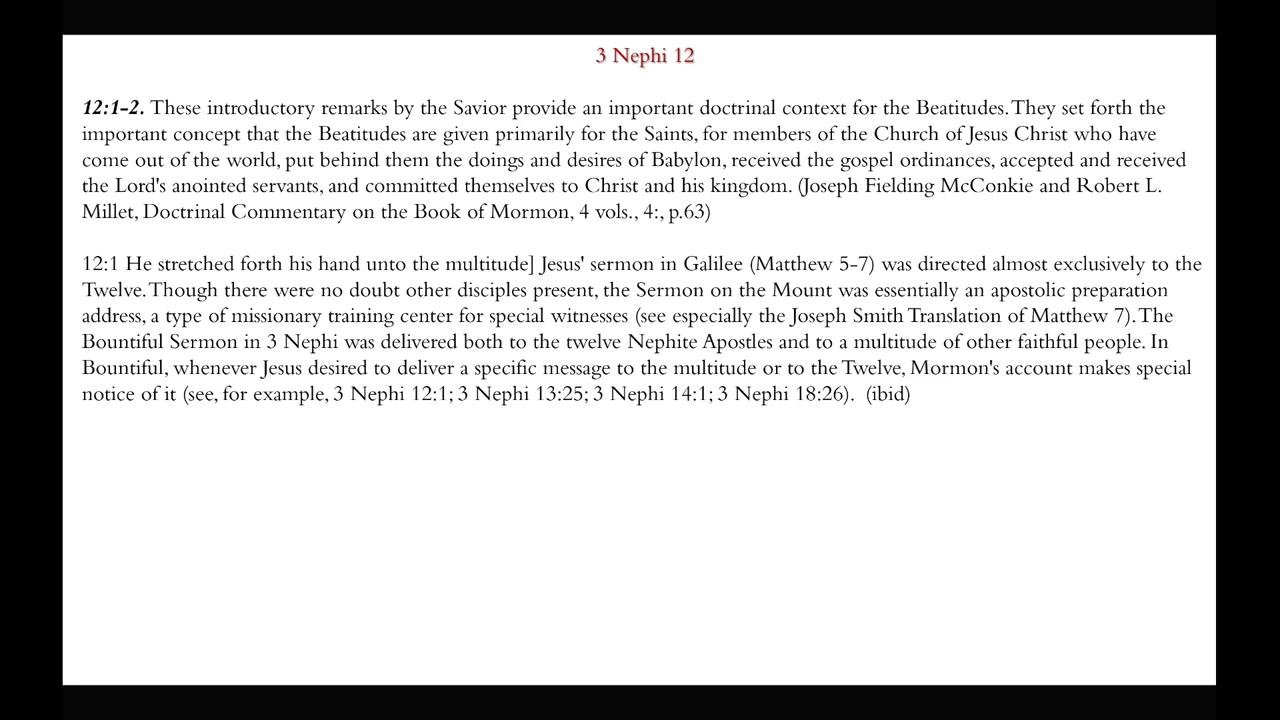 3 Nephi 12
12:1-2. These introductory remarks by the Savior provide an important doctrinal context for the Beatitudes. They set forth the
important concept that the Beatitudes are given primarily for the Saints, for members of the Church of Jesus Christ who have
come out of the world, put behind them the doings and desires of Babylon, received the gospel ordinances, accepted and received
the Lord's anointed servants, and committed themselves to Christ and his kingdom. (Joseph Fielding McConkie and Robert L.
Millet, Doctrinal Commentary on the Book of Mormon, 4 vols., 4:, p.63)
12:1 He stretched forth his hand unto the multitude] Jesus' sermon in Galilee (Matthew 5-7) was directed almost exclusively to the
Twelve. Though there were no doubt other disciples present, the Sermon on the Mount was essentially an apostolic preparation
address, a type of missionary training center for special witnesses (see especially the Joseph Smith Translation of Matthew 7). The
Bountiful Sermon in 3 Nephi was delivered both to the twelve Nephite Apostles and to a multitude of other faithful people. In
Bountiful, whenever Jesus desired to deliver a specific message to the multitude or to the Twelve, Mormon's account makes special
notice of it (see, for example, 3 Nephi 12:1; 3 Nephi 13:25; 3 Nephi 14:1; 3 Nephi 18:26).  (ibid)